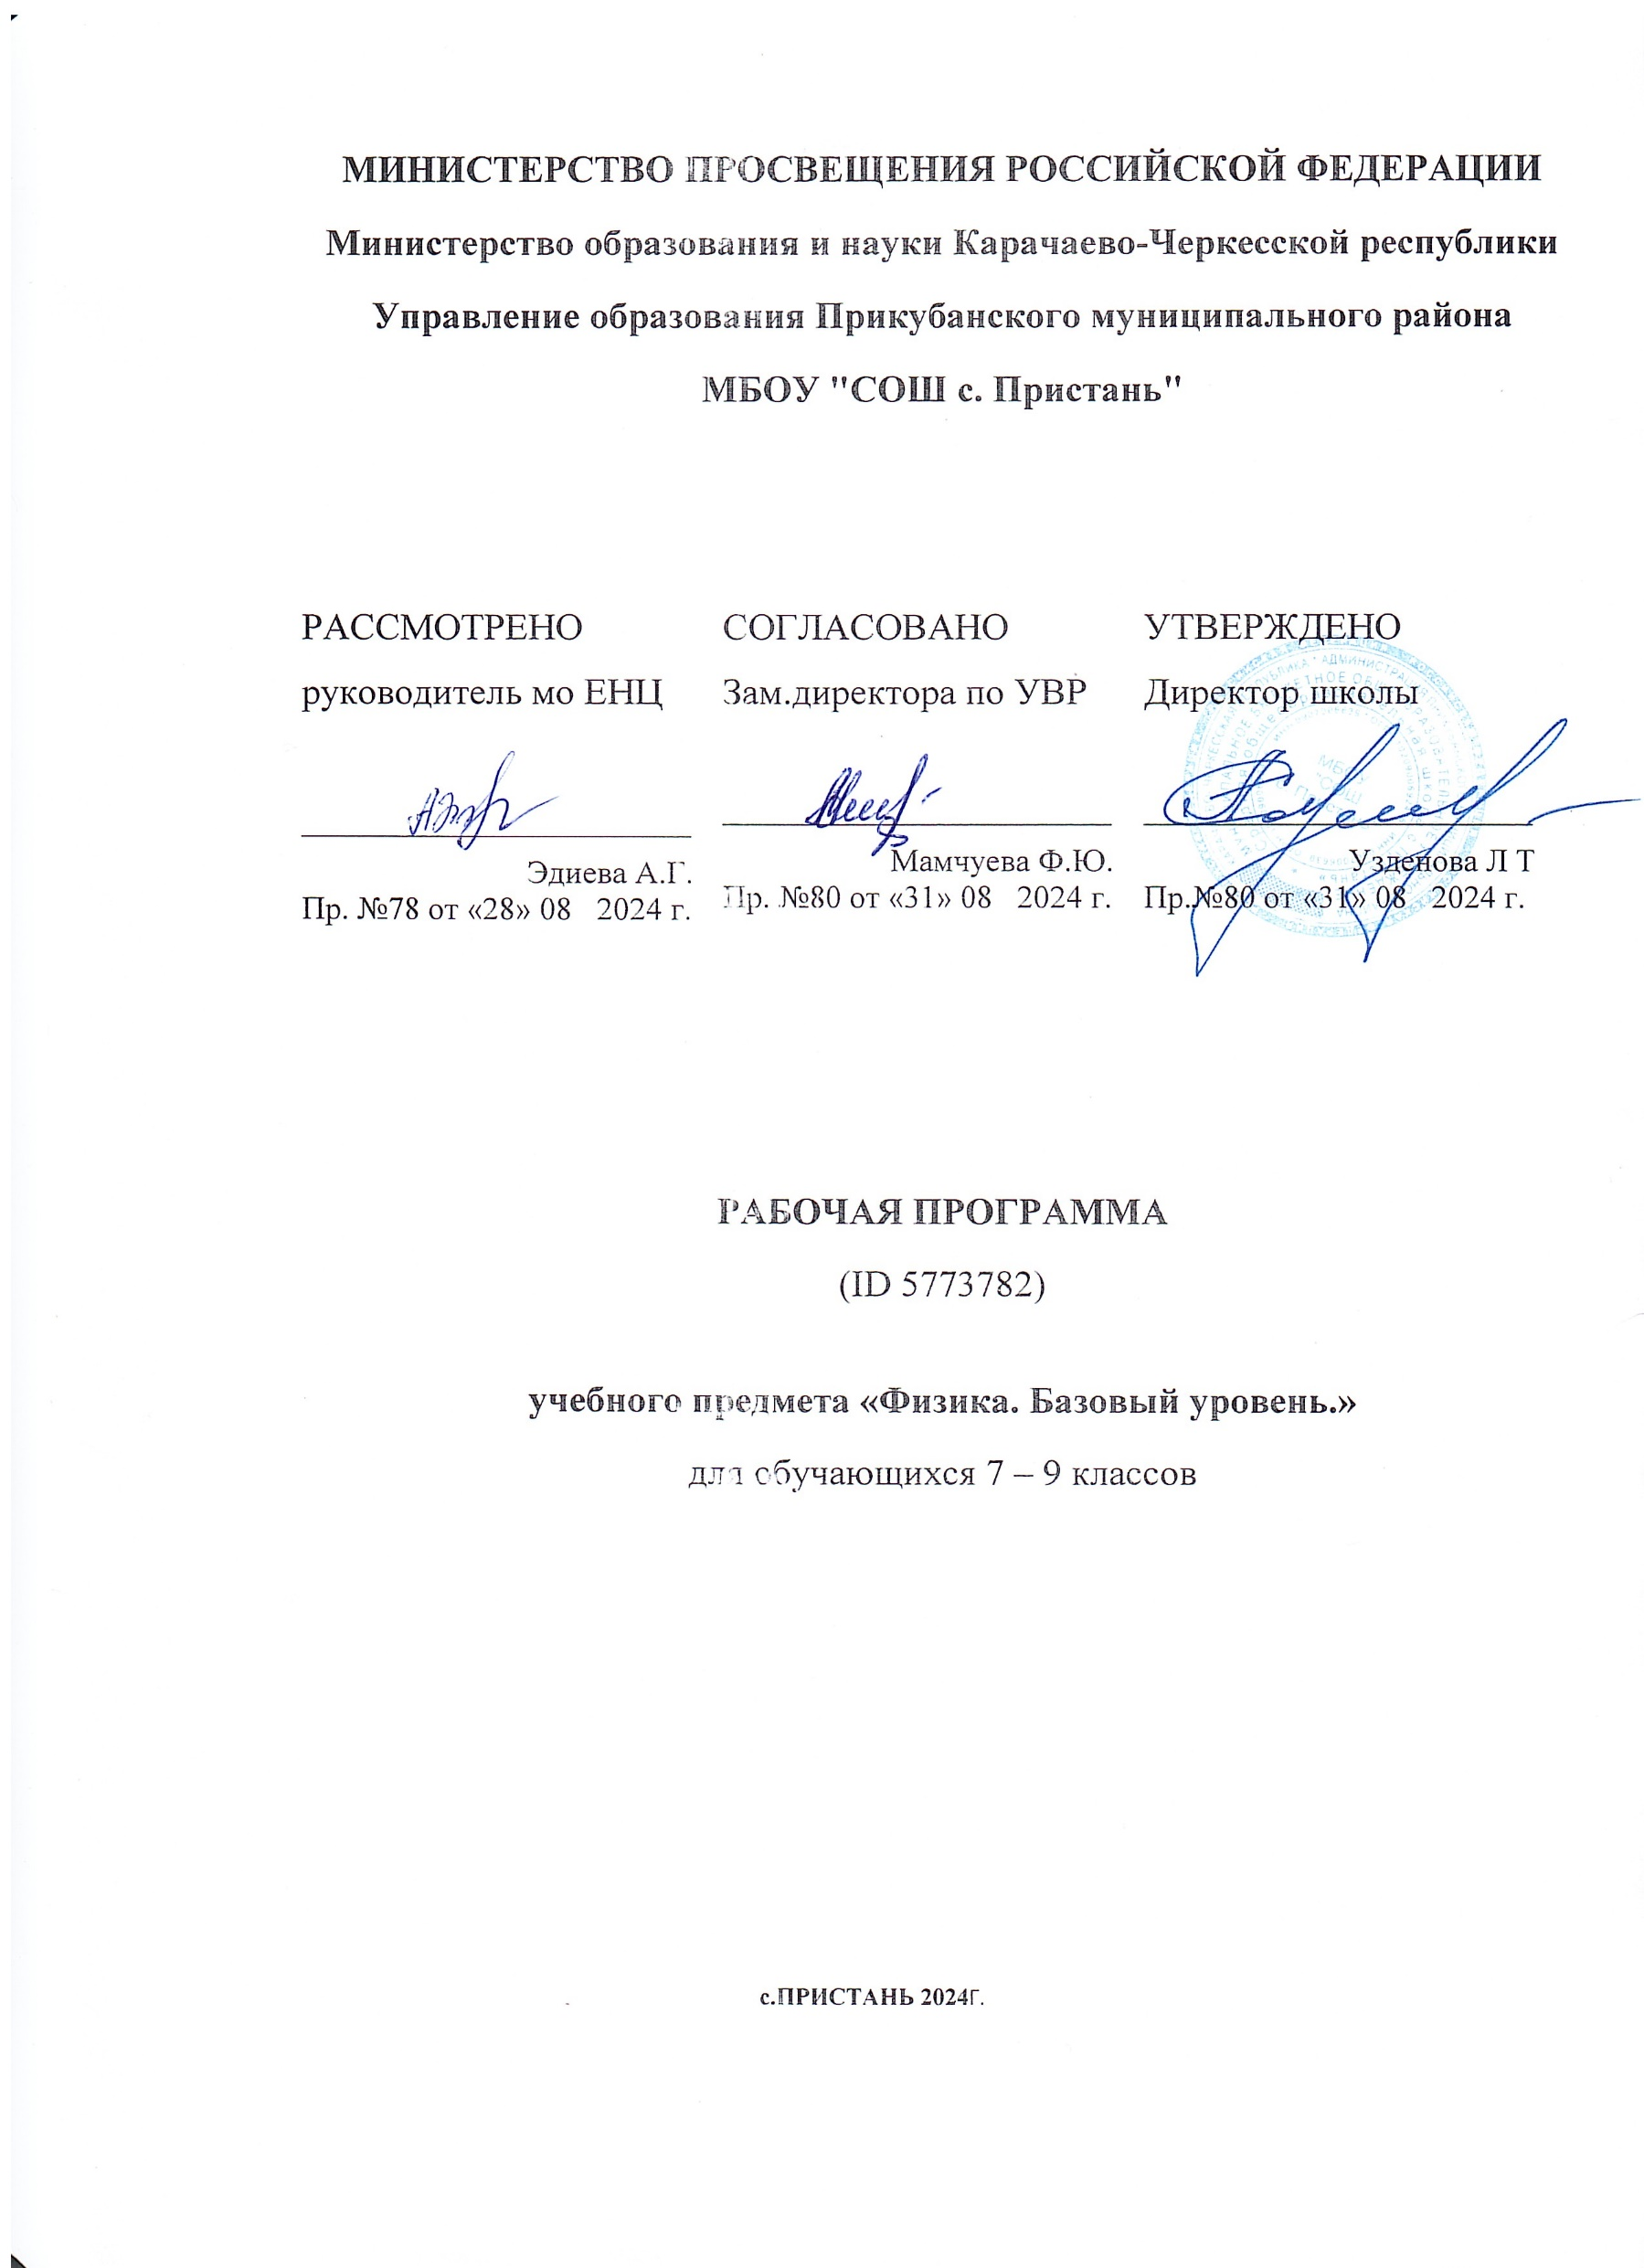 МИНИСТЕРСТВО ПРОСВЕЩЕНИЯ РОССИЙСКОЙ ФЕДЕРАЦИИ
Министерство образования и науки Карачаево-Черкесской республики
Управление образования Прикубанского муниципального района
МБОУ "СОШ с. Пристань"
РАССМОТРЕНО
руководитель мо ЕНЦ
Эдиева А.Г.
Пр. №78 от «28» 08 2024 г.
СОГЛАСОВАНО
Зам.директора по УВР
Мамчуева Ф.Ю.
Пр. №80 от «31» 08 2024 г.
УТВЕРЖДЕНО
Директор школы
Узденова Л Т
Пр.№80 от «31» 08 2024 г.
РАБОЧАЯ ПРОГРАММА
(ID 5773782)
учебного предмета «Физика. Базовый уровень.»
для обучающихся 7 – 9 классов
с.ПРИСТАНЬ 2024Г.